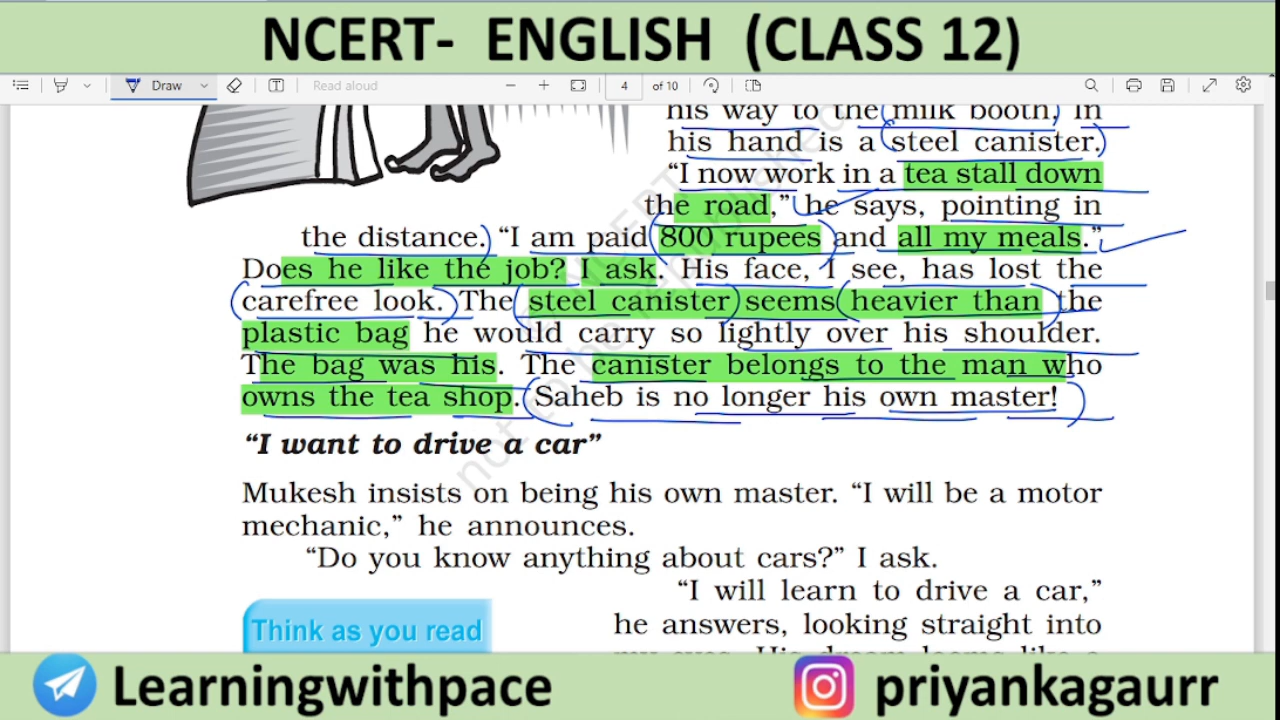 NCERT- ENGLISH (CLASS 12)
Draw
Read aloud
4 of 10
his way to the milk booth, in
his hand is a steel canister.
“I now work in a tea stall down
the road,” he says, pointing in
the distance. “I am paid 800 rupees and all my meals.”
Does he like the job? I ask. His face, I see, has lost the
carefree look. The steel canister seems heavier than the
plastic bag he would carry so lightly over his shoulder.
The bag was his. The canister belongs to the man who
owns the tea shop. Saheb is no longer his own master!
“I want to drive a car”
Mukesh insists on being his own master. “I will be a motor
mechanic,” he announces.
“Do you know anything about cars?” I ask.
“I will learn to drive a car,”
he answers, looking straight into
Think as you read
my eyes. His dream looms like a
Learningwithpace
priyankagaurr